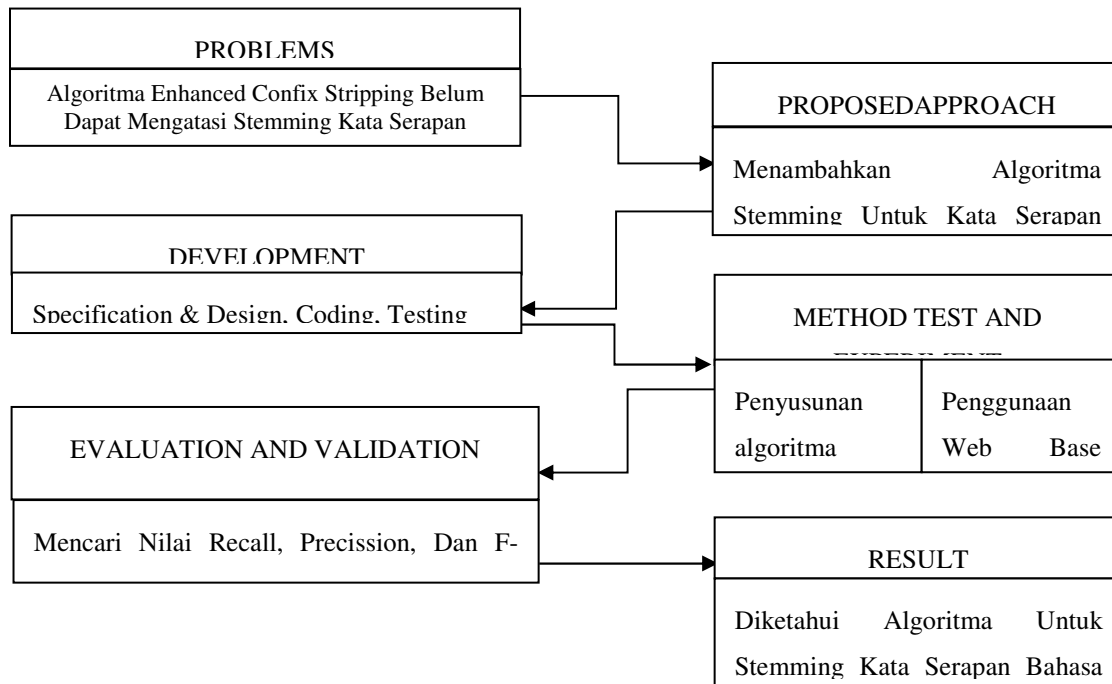 PROBLEMS
Algoritma Enhanced Confix Stripping Belum
Dapat Mengatasi Stemming Kata Serapan
PROPOSEDAPPROACH
Menambahkan Algoritma
Stemming Untuk Kata Serapan
DEVELOPMENT
Specification & Design, Coding, Testing
METHOD TEST AND
Penyusunan
algoritma
Penggunaan
Web Base
EVALUATION AND VALIDATION
Mencari Nilai Recall, Precission, Dan F-
RESULT
Diketahui Algoritma Untuk
Stemming Kata Serapan Bahasa